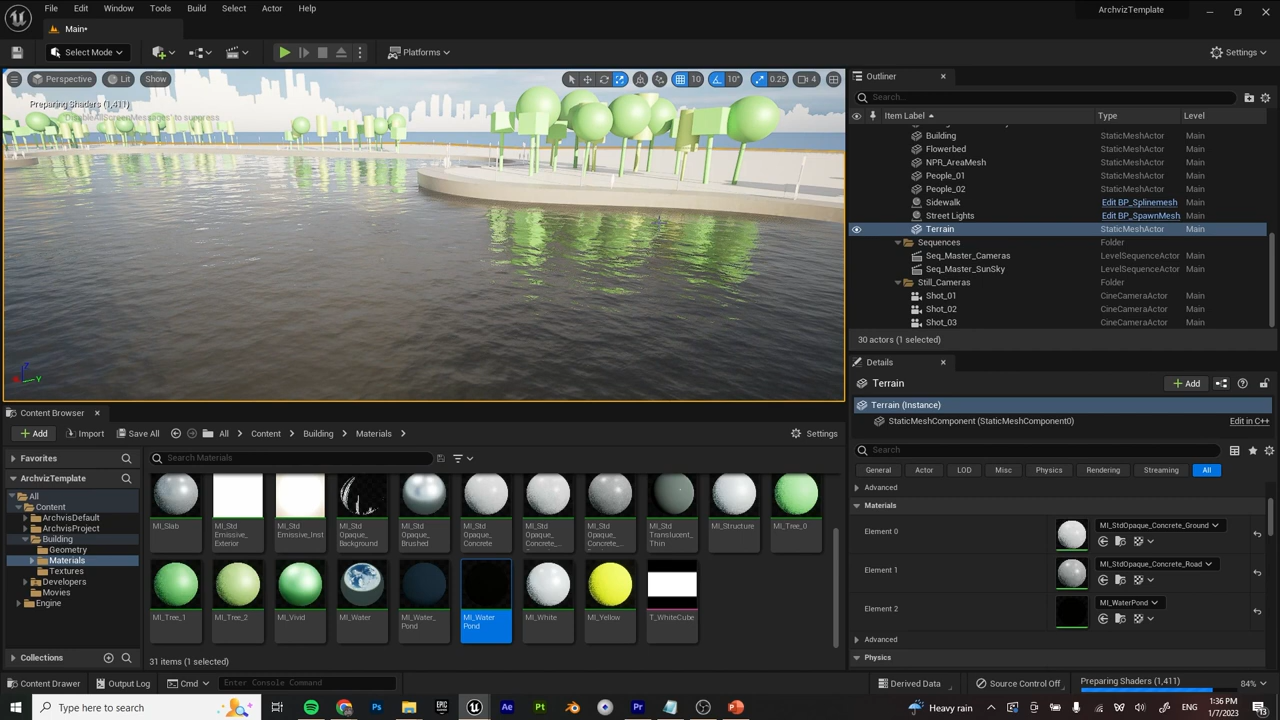 File Edit Window Tools Build Select Actor Help
ArchvizTemplate
Main•
Select Mode
Platforms
Settings
Perspective Lit Show
10 10° 0.25 4
Preparing Shaders (1,411)
'DisableAllScreenMessages' to suppress
Y
Outliner
Search...
Item Label Type Level
Building StaticMeshActor Main
Flowerbed StaticMeshActor Main
NPR_AreaMesh StaticMeshActor Main
People_01 StaticMeshActor Main
People_02 StaticMeshActor Main
Sidewalk Edit BP_Splinemesh Main
Street Lights Edit BP_SpawnMesh Main
Terrain StaticMeshActor Main
Sequences Folder
Seq_Master_Cameras LevelSequenceActor Main
Seq_Master_SunSky LevelSequenceActor Main
Still_Cameras Folder
Shot_01 CineCameraActor Main
Shot_02 CineCameraActor Main
Shot_03 CineCameraActor Main
30 actors (1 selected)
Details
Terrain
Add
Terrain (Instance)
StaticMeshComponent (StaticMeshComponent0) Edit in C++
Search
General Actor LOD Misc Physics Rendering Streaming All
Advanced
Materials
Element 0 MI_StdOpaque_Concrete_Ground
Element 1 MI_StdOpaque_Concrete_Road
Element 2 MI_WaterPond
Advanced
Physics
Content Browser
Add Import Save All All Content Building Materials Settings
Favorites
Search Materials
ArchvizTemplate
All
Content
ArchvisDefault
ArchvisProject
Building
Geometry
Materials
Textures
Developers
Movies
Engine
Collections
MI_Slab
MI_Std Emissive_Exterior
MI_Std Emissive_Inst
MI_Std Opaque_Background
MI_Std Opaque_Brushed
MI_Std Opaque_Concrete
MI_Std Opaque_Concrete_...
MI_Std Opaque_Concrete_...
MI_Std Translucent_Thin
MI_Structure
MI_Tree_0
MI_Tree_1
MI_Tree_2
MI_Vivid
MI_Water
MI_Water_Pond
MI_Water Pond
MI_White
MI_Yellow
T_WhiteCube
31 items (1 selected)
Content Drawer Output Log Cmd Enter Console Command Derived Data Source Control Off Preparing Shaders (1,411) 84%
Type here to search
Ae Pt Pr
Heavy rain
ENG
1:36 PM
1/7/2023